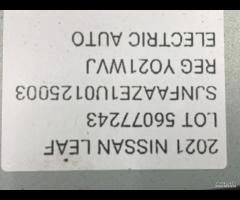 2021 NISSAN LEAF
LOT 56077243
SJNFAAZE1U0125003
REG YO21WVJ
ELECTRIC AUTO